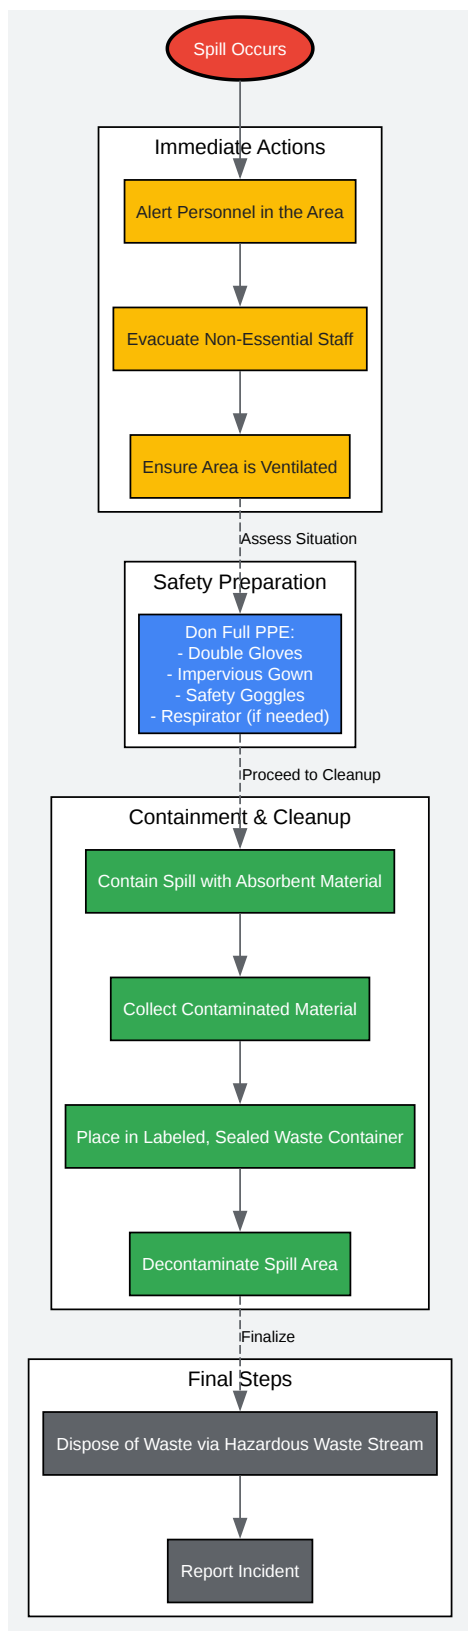 Spill Occurs
Immediate Actions
Alert Personnel in the Area
Evacuate Non-Essential Staff
Ensure Area is Ventilated
Assess Situation
Safety Preparation
Don Full PPE:
- Double Gloves
- Impervious Gown
- Safety Goggles
- Respirator (if needed)
Proceed to Cleanup
Containment & Cleanup
Contain Spill with Absorbent Material
Collect Contaminated Material
Place in Labeled, Sealed Waste Container
Decontaminate Spill Area
Finalize
Final Steps
Dispose of Waste via Hazardous Waste Stream
Report Incident